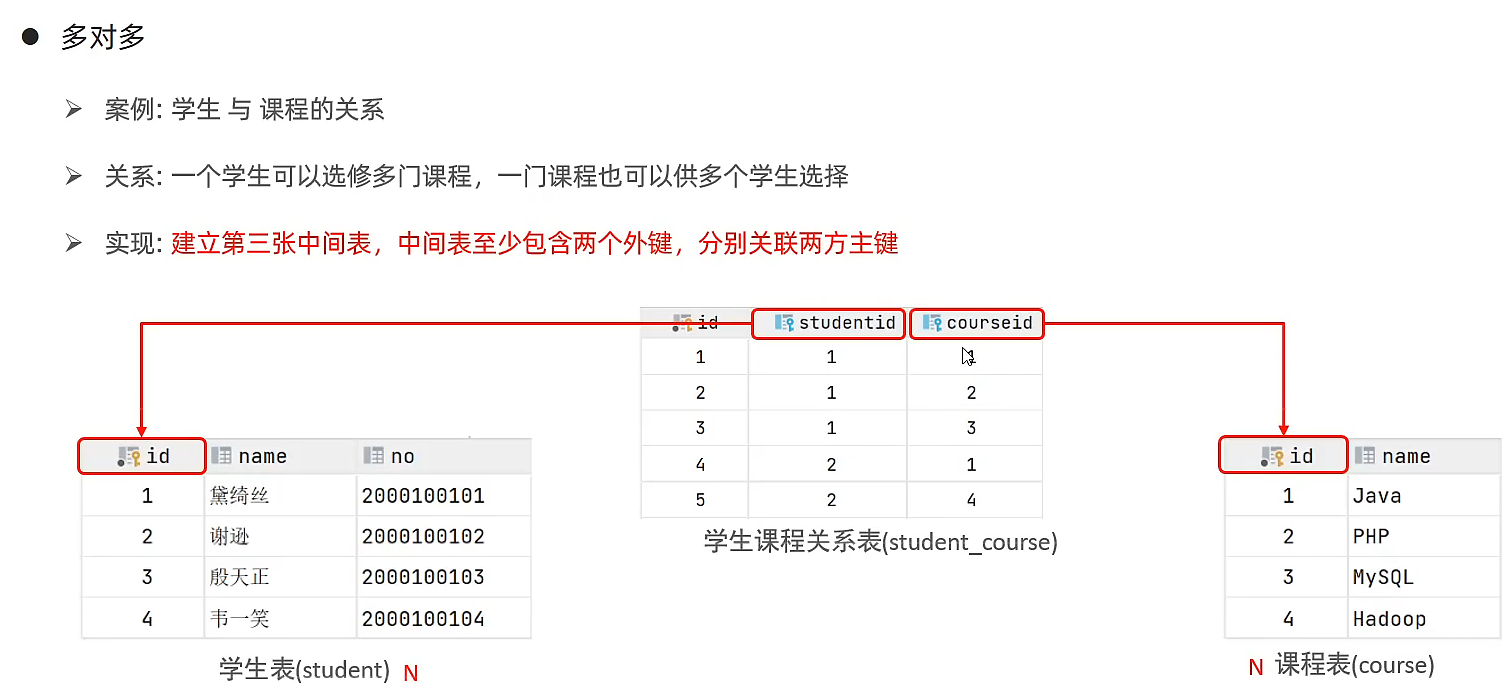 多对多
案例: 学生 与 课程的关系
关系: 一个学生可以选修多门课程，一门课程也可以供多个学生选择
实现: 建立第三张中间表，中间表至少包含两个外键，分别关联两方主键
id studentid courseid
1 1 1
2 1 2
3 1 3
4 2 1
5 2 4
学生课程关系表(student_course)
id name no
1 黛绮丝 2000100101
2 谢逊 2000100102
3 殷天正 2000100103
4 韦一笑 2000100104
学生表(student) N
id name
1 Java
2 PHP
3 MySQL
4 Hadoop
N 课程表(course)